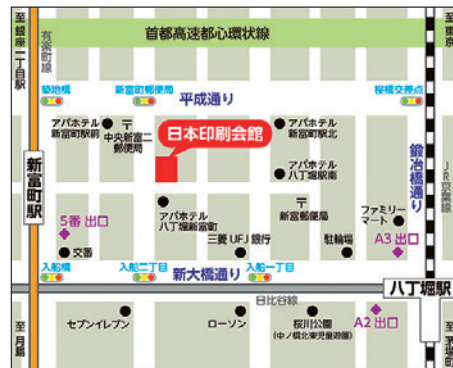 首都高速都心環状線
至銀座一丁目駅
有楽町線
至東京
築地橋
新富町郵便局
桜橋交差点
平成通り
アパホテル
新富町駅前
中央新富二
郵便局
日本印刷会館
アパホテル
新富町駅北
アパホテル
八丁堀駅南
鍛冶橋通り
JR京葉線
新富町駅
アパホテル
八丁堀新富町
新富郵便局
ファミリー
マート
5番 出口
交番
三菱UFJ銀行
駐輪場
A3 出口
入船橋
入船二丁目
新大橋通り
入船一丁目
八丁堀駅
日比谷線
セブンイレブン
ローソン
桜川公園
(中ノ橋北東児童遊園)
A2 出口
至月島
至茅場町